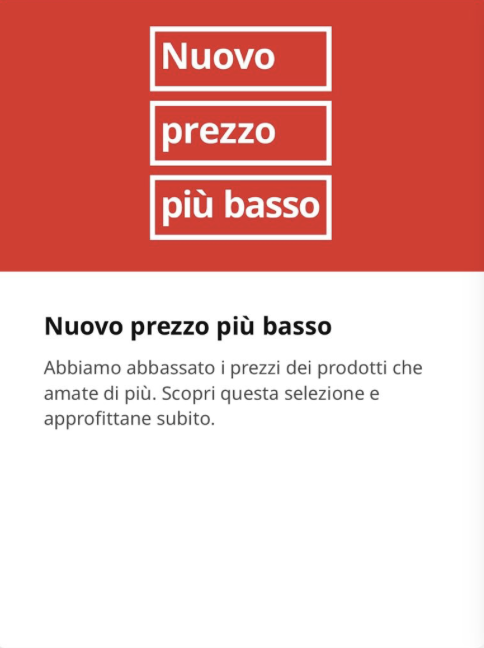 Nuovo
prezzo
più basso
Nuovo prezzo più basso
Abbiamo abbassato i prezzi dei prodotti che
amate di più. Scopri questa selezione e
approfittane subito.